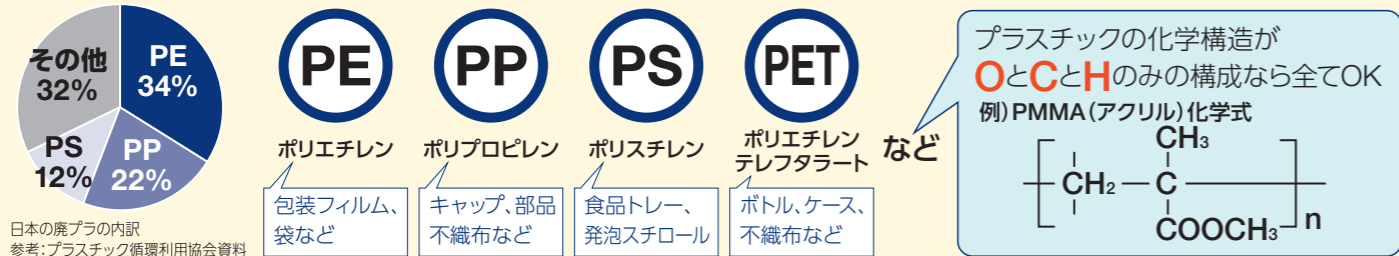 その他
32%
PE
34%
PS
12%
PP
22%
日本の廃プラの内訳
参考:プラスチック循環利用協会資料
PE
ポリエチレン
包装フィルム、
袋など
PP
ポリプロピレン
キャップ、部品
不織布など
PS
ポリスチレン
食品トレー、
発泡スチロール
PET
ポリエチレン
テレフタラート
ボトル、ケース、
不織布など
など
プラスチックの化学構造が
OとCとHのみの構成なら全てOK
例)PMMA(アクリル)化学式
CH3
CH2 — C
COOCH3
n